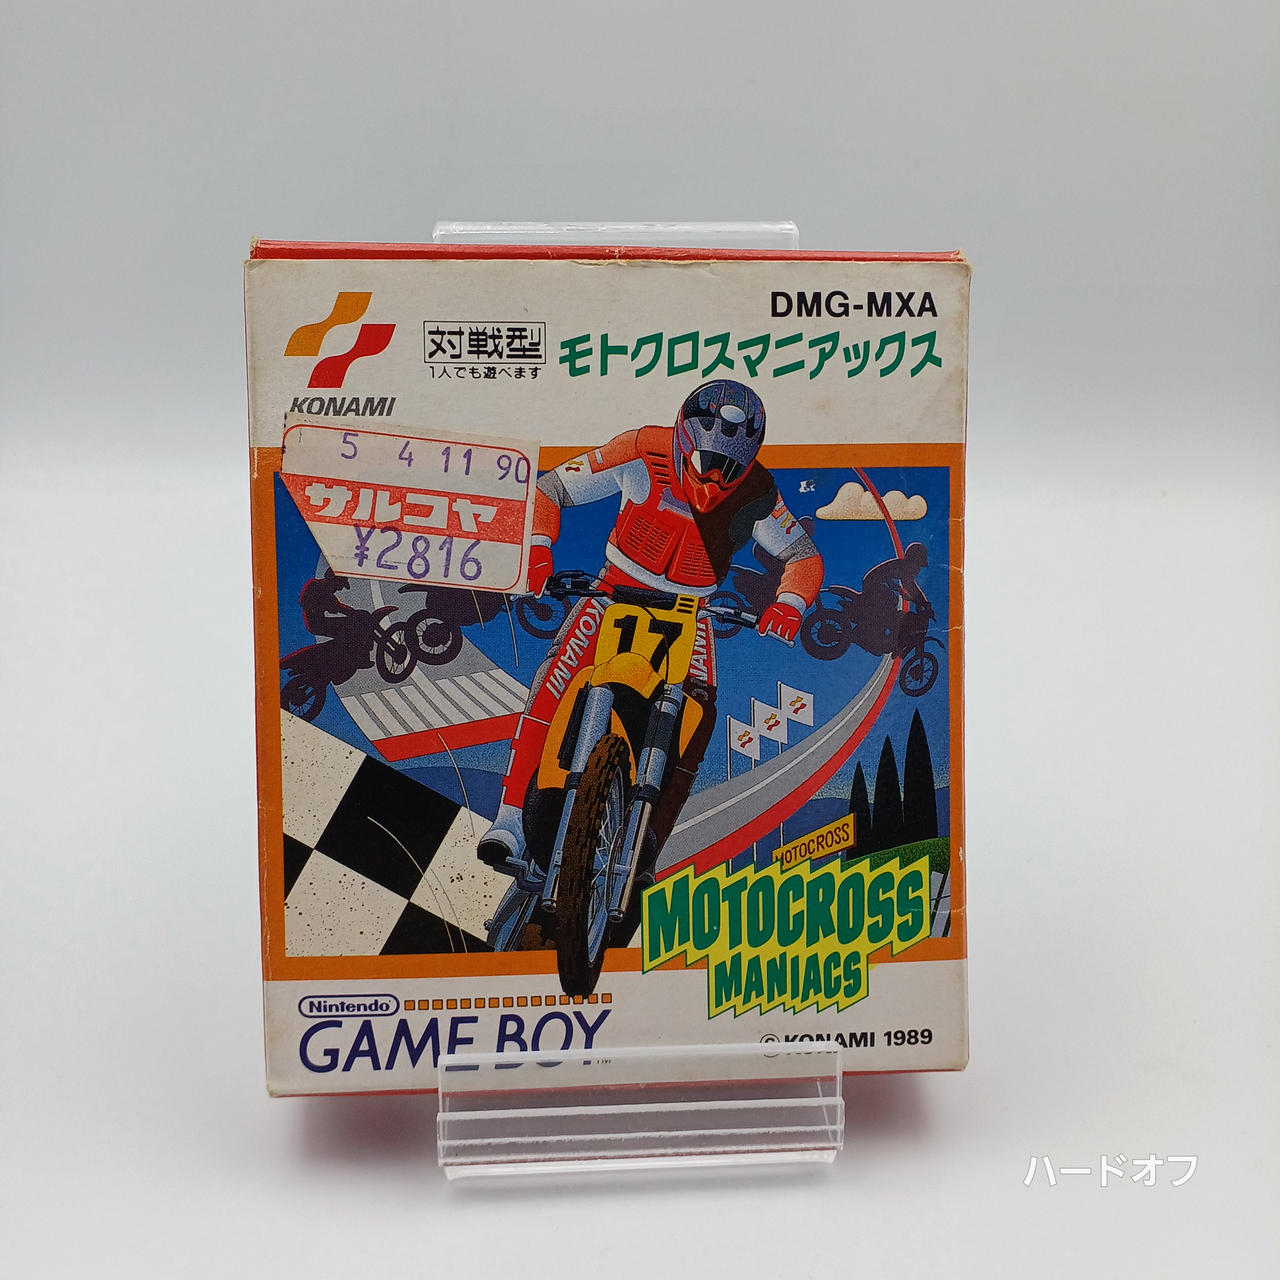 DMG-MXA
KONAMI
対戦型
1人でも遊べます
モトクロスマニアックス
5 4 11 90
サルコヤ
¥2816
17
KONAMI
KONAMI
MOTOCROSS
MOTOCROSS
MANIACS
Nintendo
GAME BOY
TM
© KONAMI 1989
ハードオフ